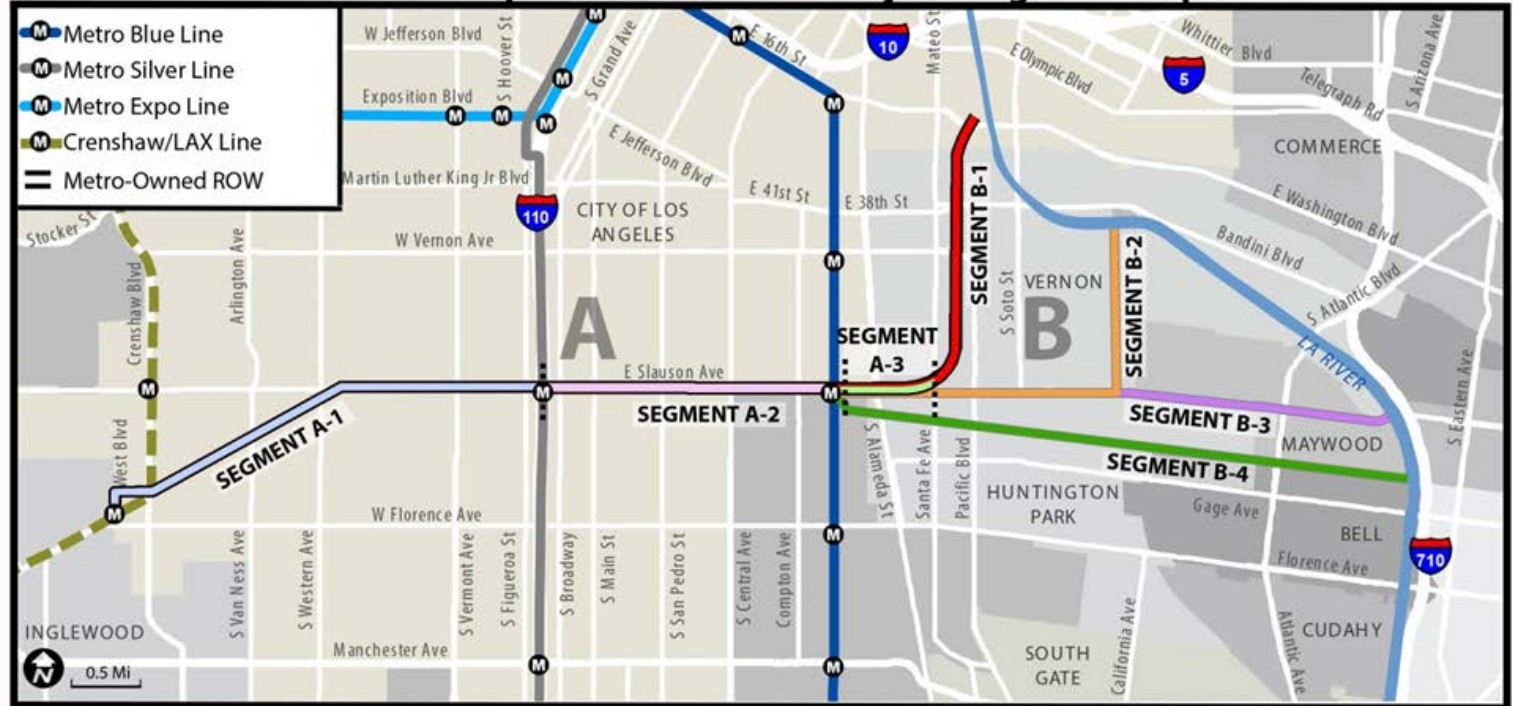 Metro Blue Line
Metro Silver Line
Metro Expo Line
Crenshaw/LAX Line
Metro-Owned ROW
W Jefferson Blvd
S Hoover St
S Grand Ave
E 16th St
10
Mateo St
E Olympic Blvd
Whittier Blvd
5
Telegraph Rd
S Arizona Ave
Exposition Blvd
E Jefferson Blvd
COMMERCE
Martin Luther King Jr Blvd
E 41st St
E 38th St
110
CITY OF LOS
ANGELES
SEGMENT B-1
E Washington Blvd
Stocker St
W Vernon Ave
Bandini Blvd
Crenshaw Blvd
Arlington Ave
A
S Soto St
VERNON
B
SEGMENT B-2
S Atlantic Blvd
LA RIVER
SEGMENT
A-3
E Slauson Ave
S Eastern Ave
SEGMENT A-1
SEGMENT A-2
SEGMENT B-3
MAYWOOD
West Blvd
S Alameda St
Santa Fe Ave
Pacific Blvd
SEGMENT B-4
HUNTINGTON
PARK
Gage Ave
W Florence Ave
BELL
Florence Ave
710
S Van Ness Ave
S Western Ave
S Vermont Ave
S Figueroa St
S Broadway
S Main St
S San Pedro St
S Central Ave
Compton Ave
INGLEWOOD
Manchester Ave
SOUTH
GATE
California Ave
Atlantic Ave
CUDAHY
N
0.5 Mi